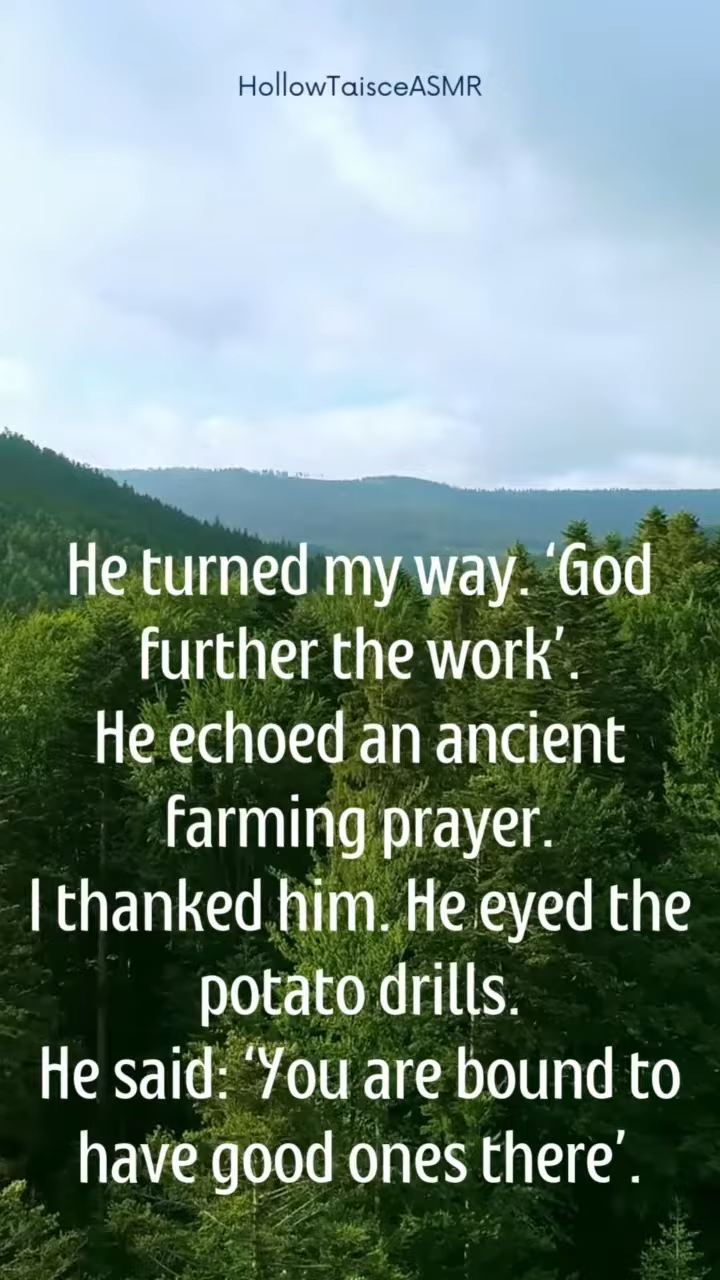 HollowTaisceASMR
He turned my way. ‘God
further the work’.
He echoed an ancient
farming prayer.
I thanked him. He eyed the
potato drills.
He said: ‘You are bound to
have good ones there’.